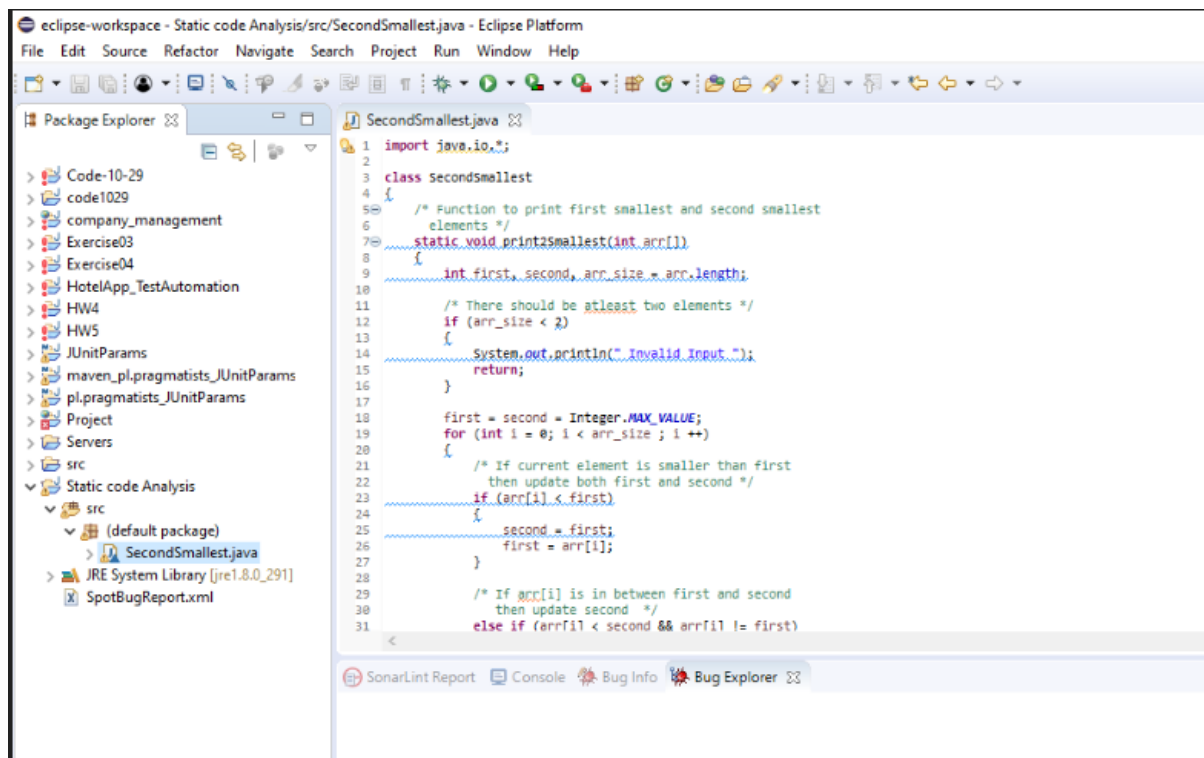 eclipse-workspace - Static code Analysis/src/SecondSmallest.java - Eclipse Platform
File Edit Source Refactor Navigate Search Project Run Window Help
Package Explorer
Code-10-29
code1029
company_management
Exercise03
Exercise04
HotelApp_TestAutomation
HW4
HW5
JUnitParams
maven_pl.pragmatists_JUnitParams
pl.pragmatists_JUnitParams
Project
Servers
src
Static code Analysis
src
(default package)
SecondSmallest.java
JRE System Library [jre1.8.0_291]
SpotBugReport.xml
SecondSmallest.java
1 import java.io.*;
2
3 class SecondSmallest
4 {
5 /* Function to print first smallest and second smallest
6 elements */
7 static void print2Smallest(int arr[])
8 {
9 int first, second, arr_size = arr.length;
10
11 /* There should be atleast two elements */
12 if (arr_size < 2)
13 {
14 System.out.println(" Invalid Input ");
15 return;
16 }
17
18 first = second = Integer.MAX_VALUE;
19 for (int i = 0; i < arr_size ; i ++)
20 {
21 /* If current element is smaller than first
22 then update both first and second */
23 if (arr[i] < first)
24 {
25 second = first;
26 first = arr[i];
27 }
28
29 /* If arr[i] is in between first and second
30 then update second */
31 else if (arr[i] < second && arr[i] != first)
SonarLint Report Console Bug Info Bug Explorer